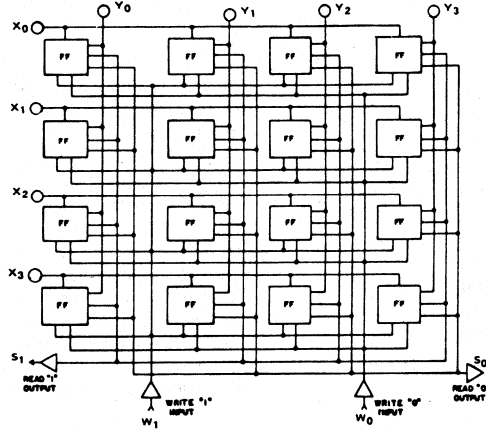 Y0 Y1 Y2 Y3
X0
FF FF FF FF
X1
FF FF FF FF
X2
FF FF FF FF
X3
FF FF FF FF
S1 S0
READ "1" OUTPUT
WRITE "1" INPUT
WRITE "0" INPUT
READ "0" OUTPUT
W1 W0